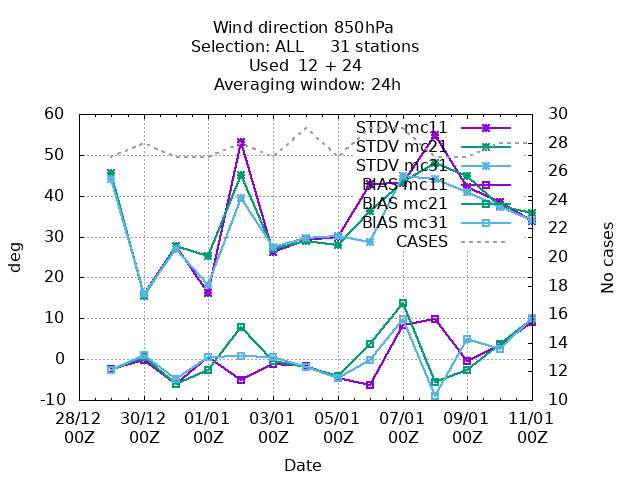 Wind direction 850hPa
Selection: ALL 31 stations
Used 12 + 24
Averaging window: 24h
60
50
40
30
20
10
0
-10
30
28
26
24
22
20
18
16
14
12
10
deg
No cases
STDV mc11
STDV mc21
STDV mc31
BIAS mc11
BIAS mc21
BIAS mc31
CASES
28/12 30/12 01/01 03/01 05/01 07/01 09/01 11/01
00Z 00Z 00Z 00Z 00Z 00Z 00Z 00Z
Date